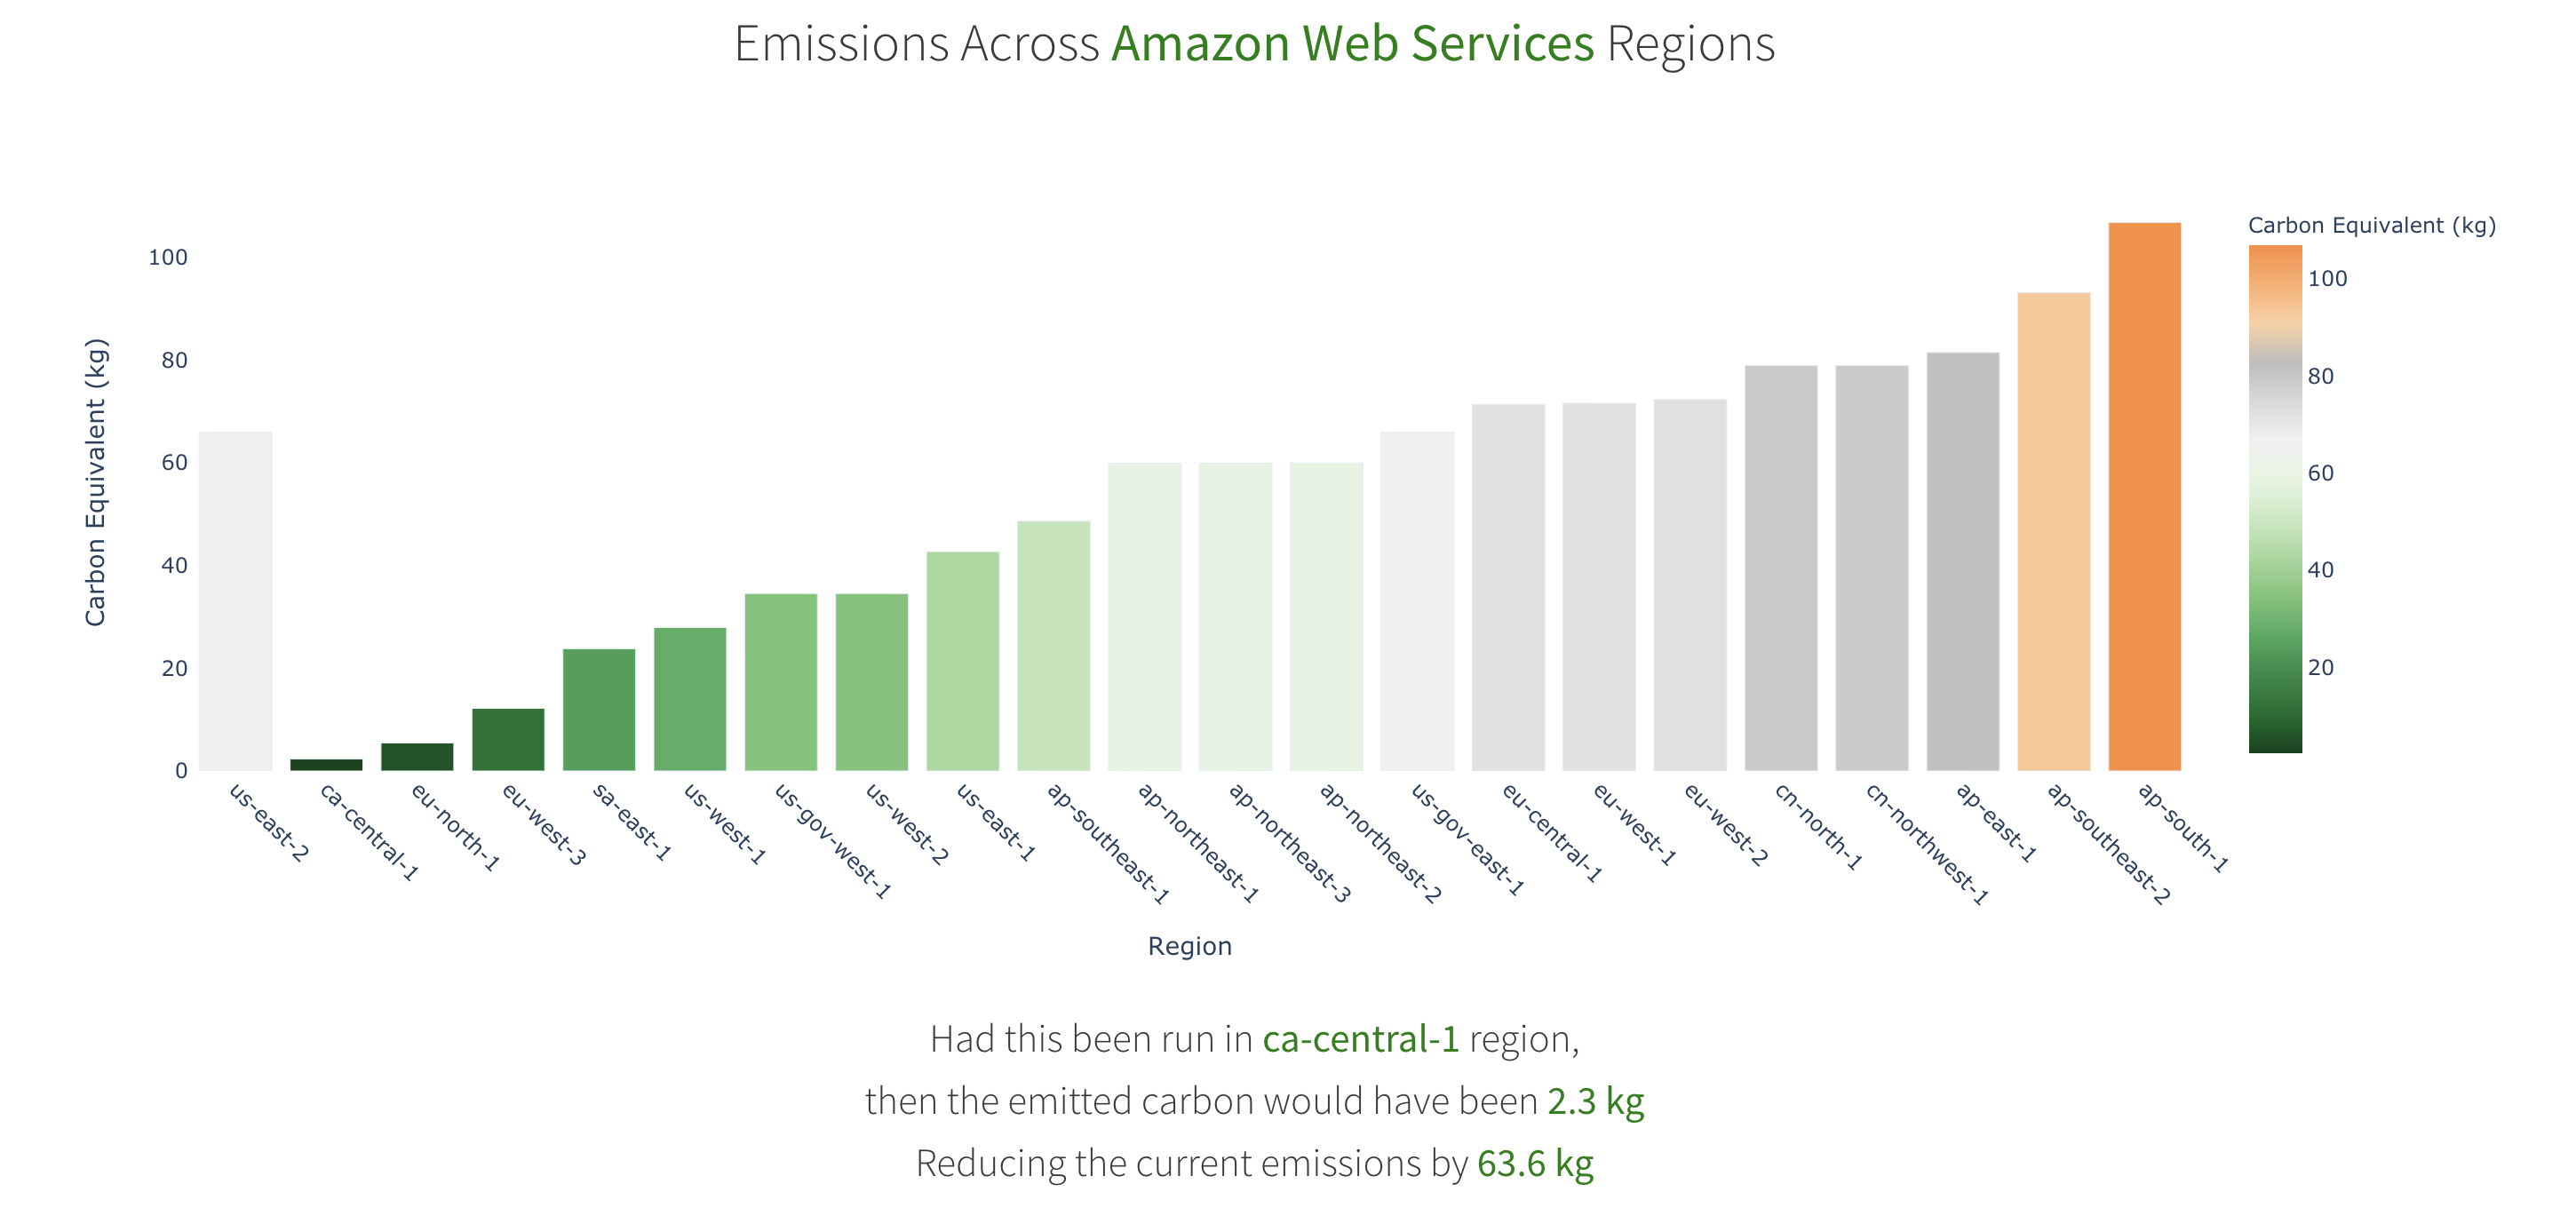 Emissions Across Amazon Web Services Regions
Carbon Equivalent (kg)
100
80
60
40
20
0
Carbon Equivalent (kg)
100
80
60
40
20
us-east-2
ca-central-1
eu-north-1
eu-west-3
sa-east-1
us-west-1
us-gov-west-1
us-west-2
us-east-1
ap-southeast-1
ap-northeast-1
ap-northeast-3
ap-northeast-2
us-gov-east-1
eu-central-1
eu-west-1
eu-west-2
cn-north-1
cn-northwest-1
ap-east-1
ap-southeast-2
ap-south-1
Region
Had this been run in ca-central-1 region,
then the emitted carbon would have been 2.3 kg
Reducing the current emissions by 63.6 kg